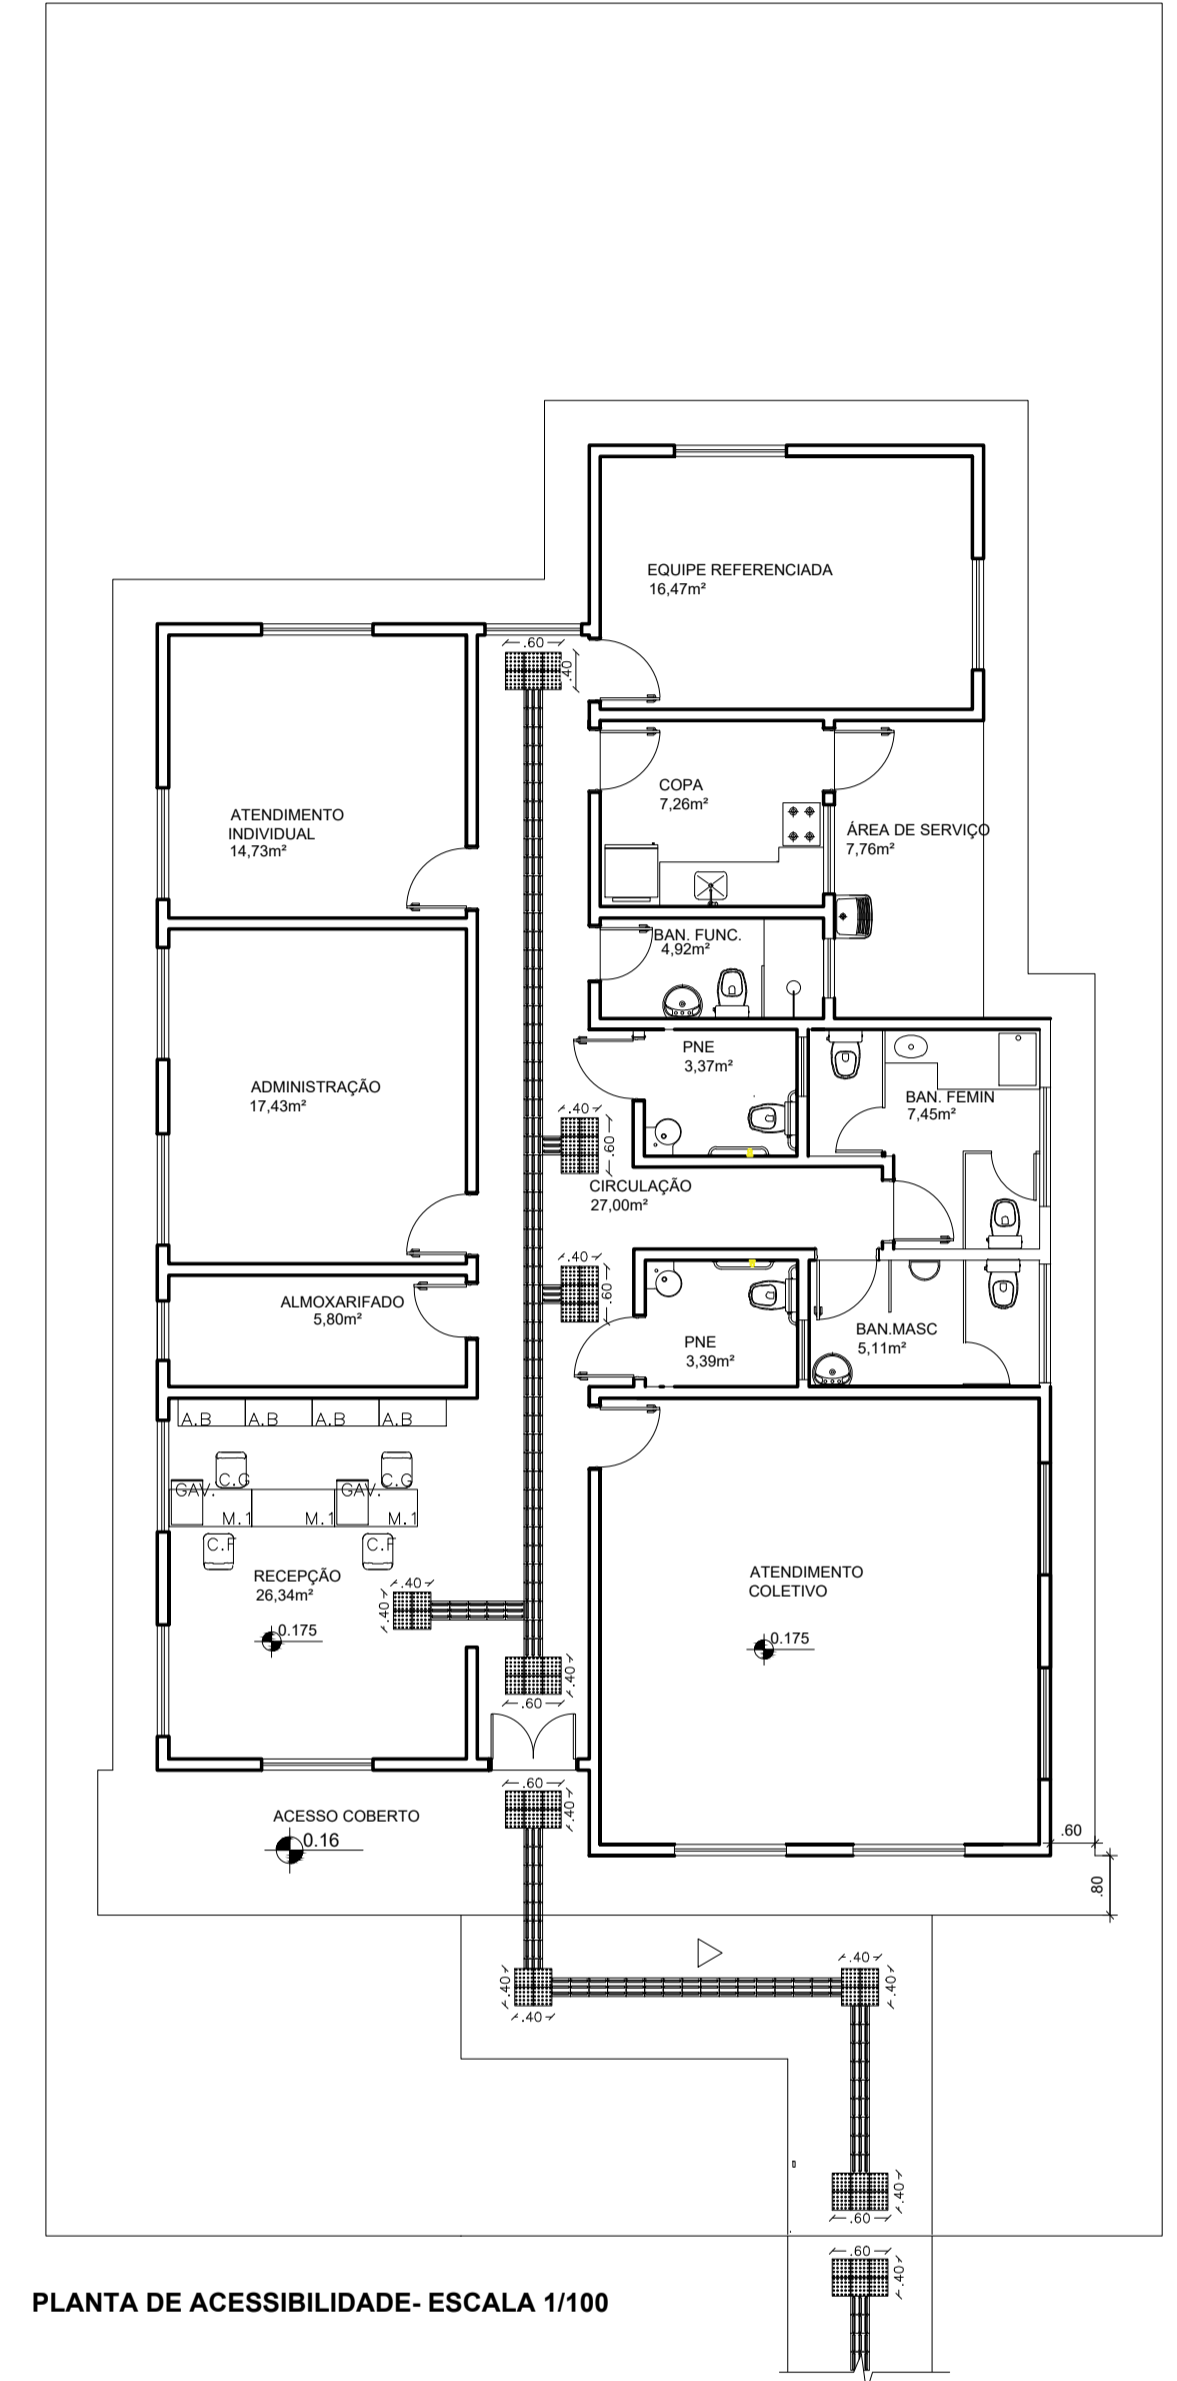 .60
.40
EQUIPE REFERENCIADA
16,47m²
ATENDIMENTO
INDIVIDUAL
14,73m²
COPA
7,26m²
ÁREA DE SERVIÇO
7,76m²
BAN. FUNC.
4,92m²
ADMINISTRAÇÃO
17,43m²
PNE
3,37m²
BAN. FEMIN
7,45m²
.40
.60
CIRCULAÇÃO
27,00m²
.40
.60
ALMOXARIFADO
5,80m²
PNE
3,39m²
BAN.MASC
5,11m²
A.B
A.B
A.B
A.B
C.G
C.G
GAV.
GAV.
M.1
M.1
M.1
C.F
C.F
RECEPÇÃO
26,34m²
0.175
.40
.40
ATENDIMENTO
COLETIVO
0.175
.40
.60
.60
.40
ACESSO COBERTO
0.16
.60
.80
.40
.40
.40
.40
.40
.60
.60
.40
PLANTA DE ACESSIBILIDADE- ESCALA 1/100